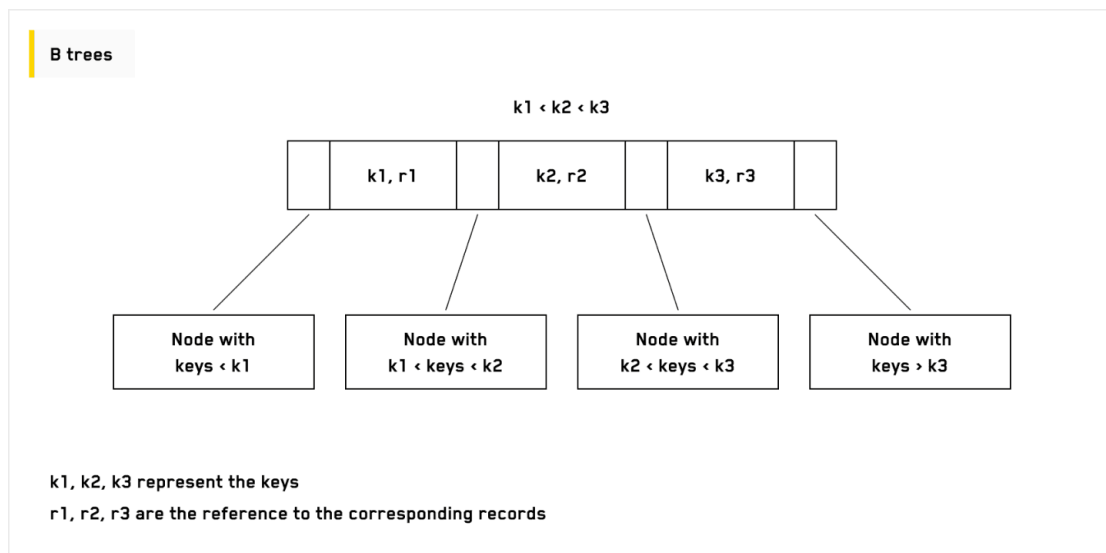 B trees
k1 < k2 < k3
k1, r1
k2, r2
k3, r3
Node with
keys < k1
Node with
k1 < keys < k2
Node with
k2 < keys < k3
Node with
keys > k3
k1, k2, k3 represent the keys
r1, r2, r3 are the reference to the corresponding records